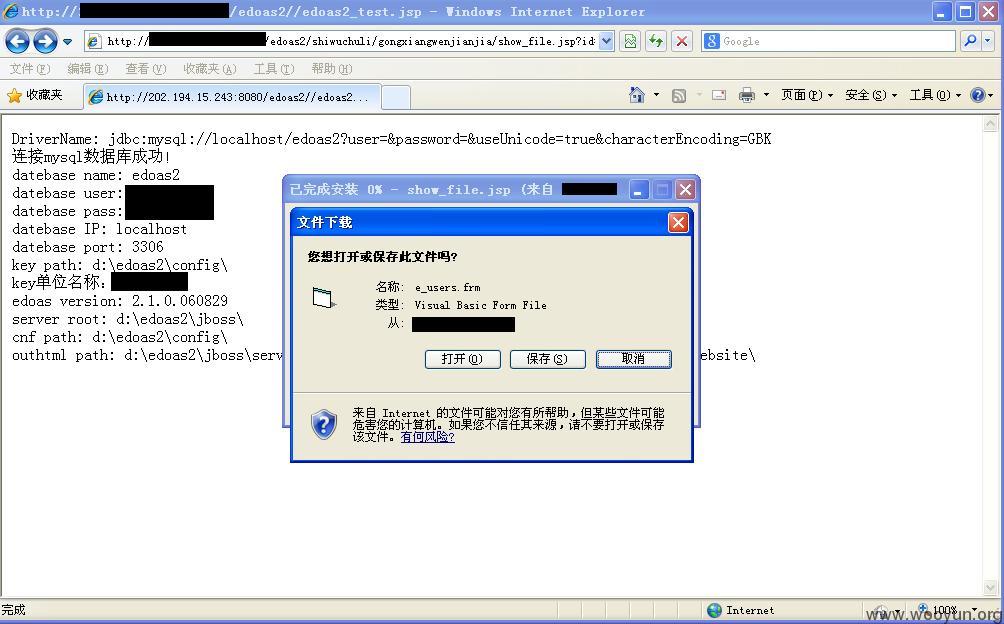 http:// /edoas2//edoas2_test.jsp - Windows Internet Explorer
http:// /edoas2/shiwuchuli/gongxiangwenjianjia/show_file.jsp?id
Google
文件(F) 编辑(E) 查看(V) 收藏夹(A) 工具(T) 帮助(H)
收藏夹
http://202.194.15.243:8080/edoas2//edoas2...
页面(P) 安全(S) 工具(O)
DriverName: jdbc:mysql://localhost/edoas2?user=&password=&useUnicode=true&characterEncoding=GBK
连接mysql数据库成功!
datebase name: edoas2
datebase user:
datebase pass:
datebase IP: localhost
datebase port: 3306
key path: d:\edoas2\config\
key单位名称:
edoas version: 2.1.0.060829
server root: d:\edoas2\jboss\
cnf path: d:\edoas2\config\
outhtml path: d:\edoas2\jboss\serv ebsite\
已完成安装 0% - show_file.jsp (来自
文件下载
您想打开或保存此文件吗?
名称: e_users.frm
类型: Visual Basic Form File
从:
打开(O) 保存(S) 取消
来自 Internet 的文件可能对您有所帮助,但某些文件可能
危害您的计算机。如果您不信任其来源,请不要打开或保存
该文件。有何风险?
完成
Internet
100%
www.wooyun.org